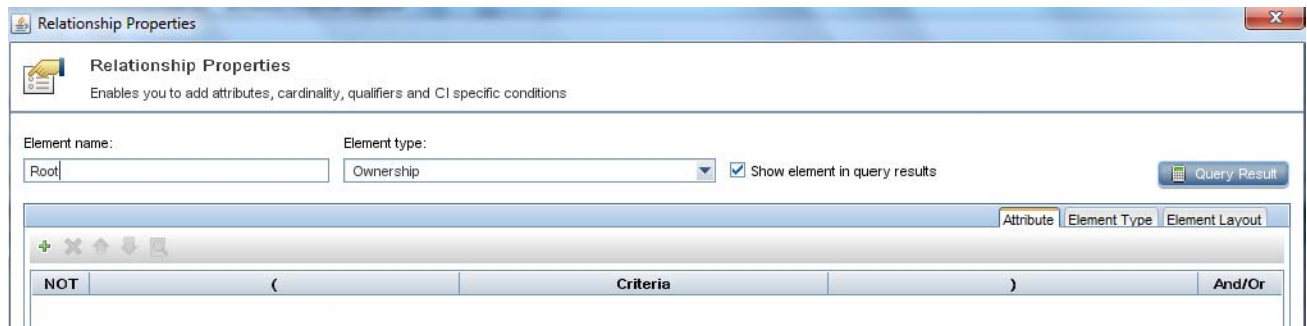 Relationship Properties
X
Relationship Properties
Enables you to add attributes, cardinality, qualifiers and CI specific conditions
Element name: Element type:
Root Ownership Show element in query results Query Result
Attribute Element Type Element Layout
NOT ( Criteria ) And/Or